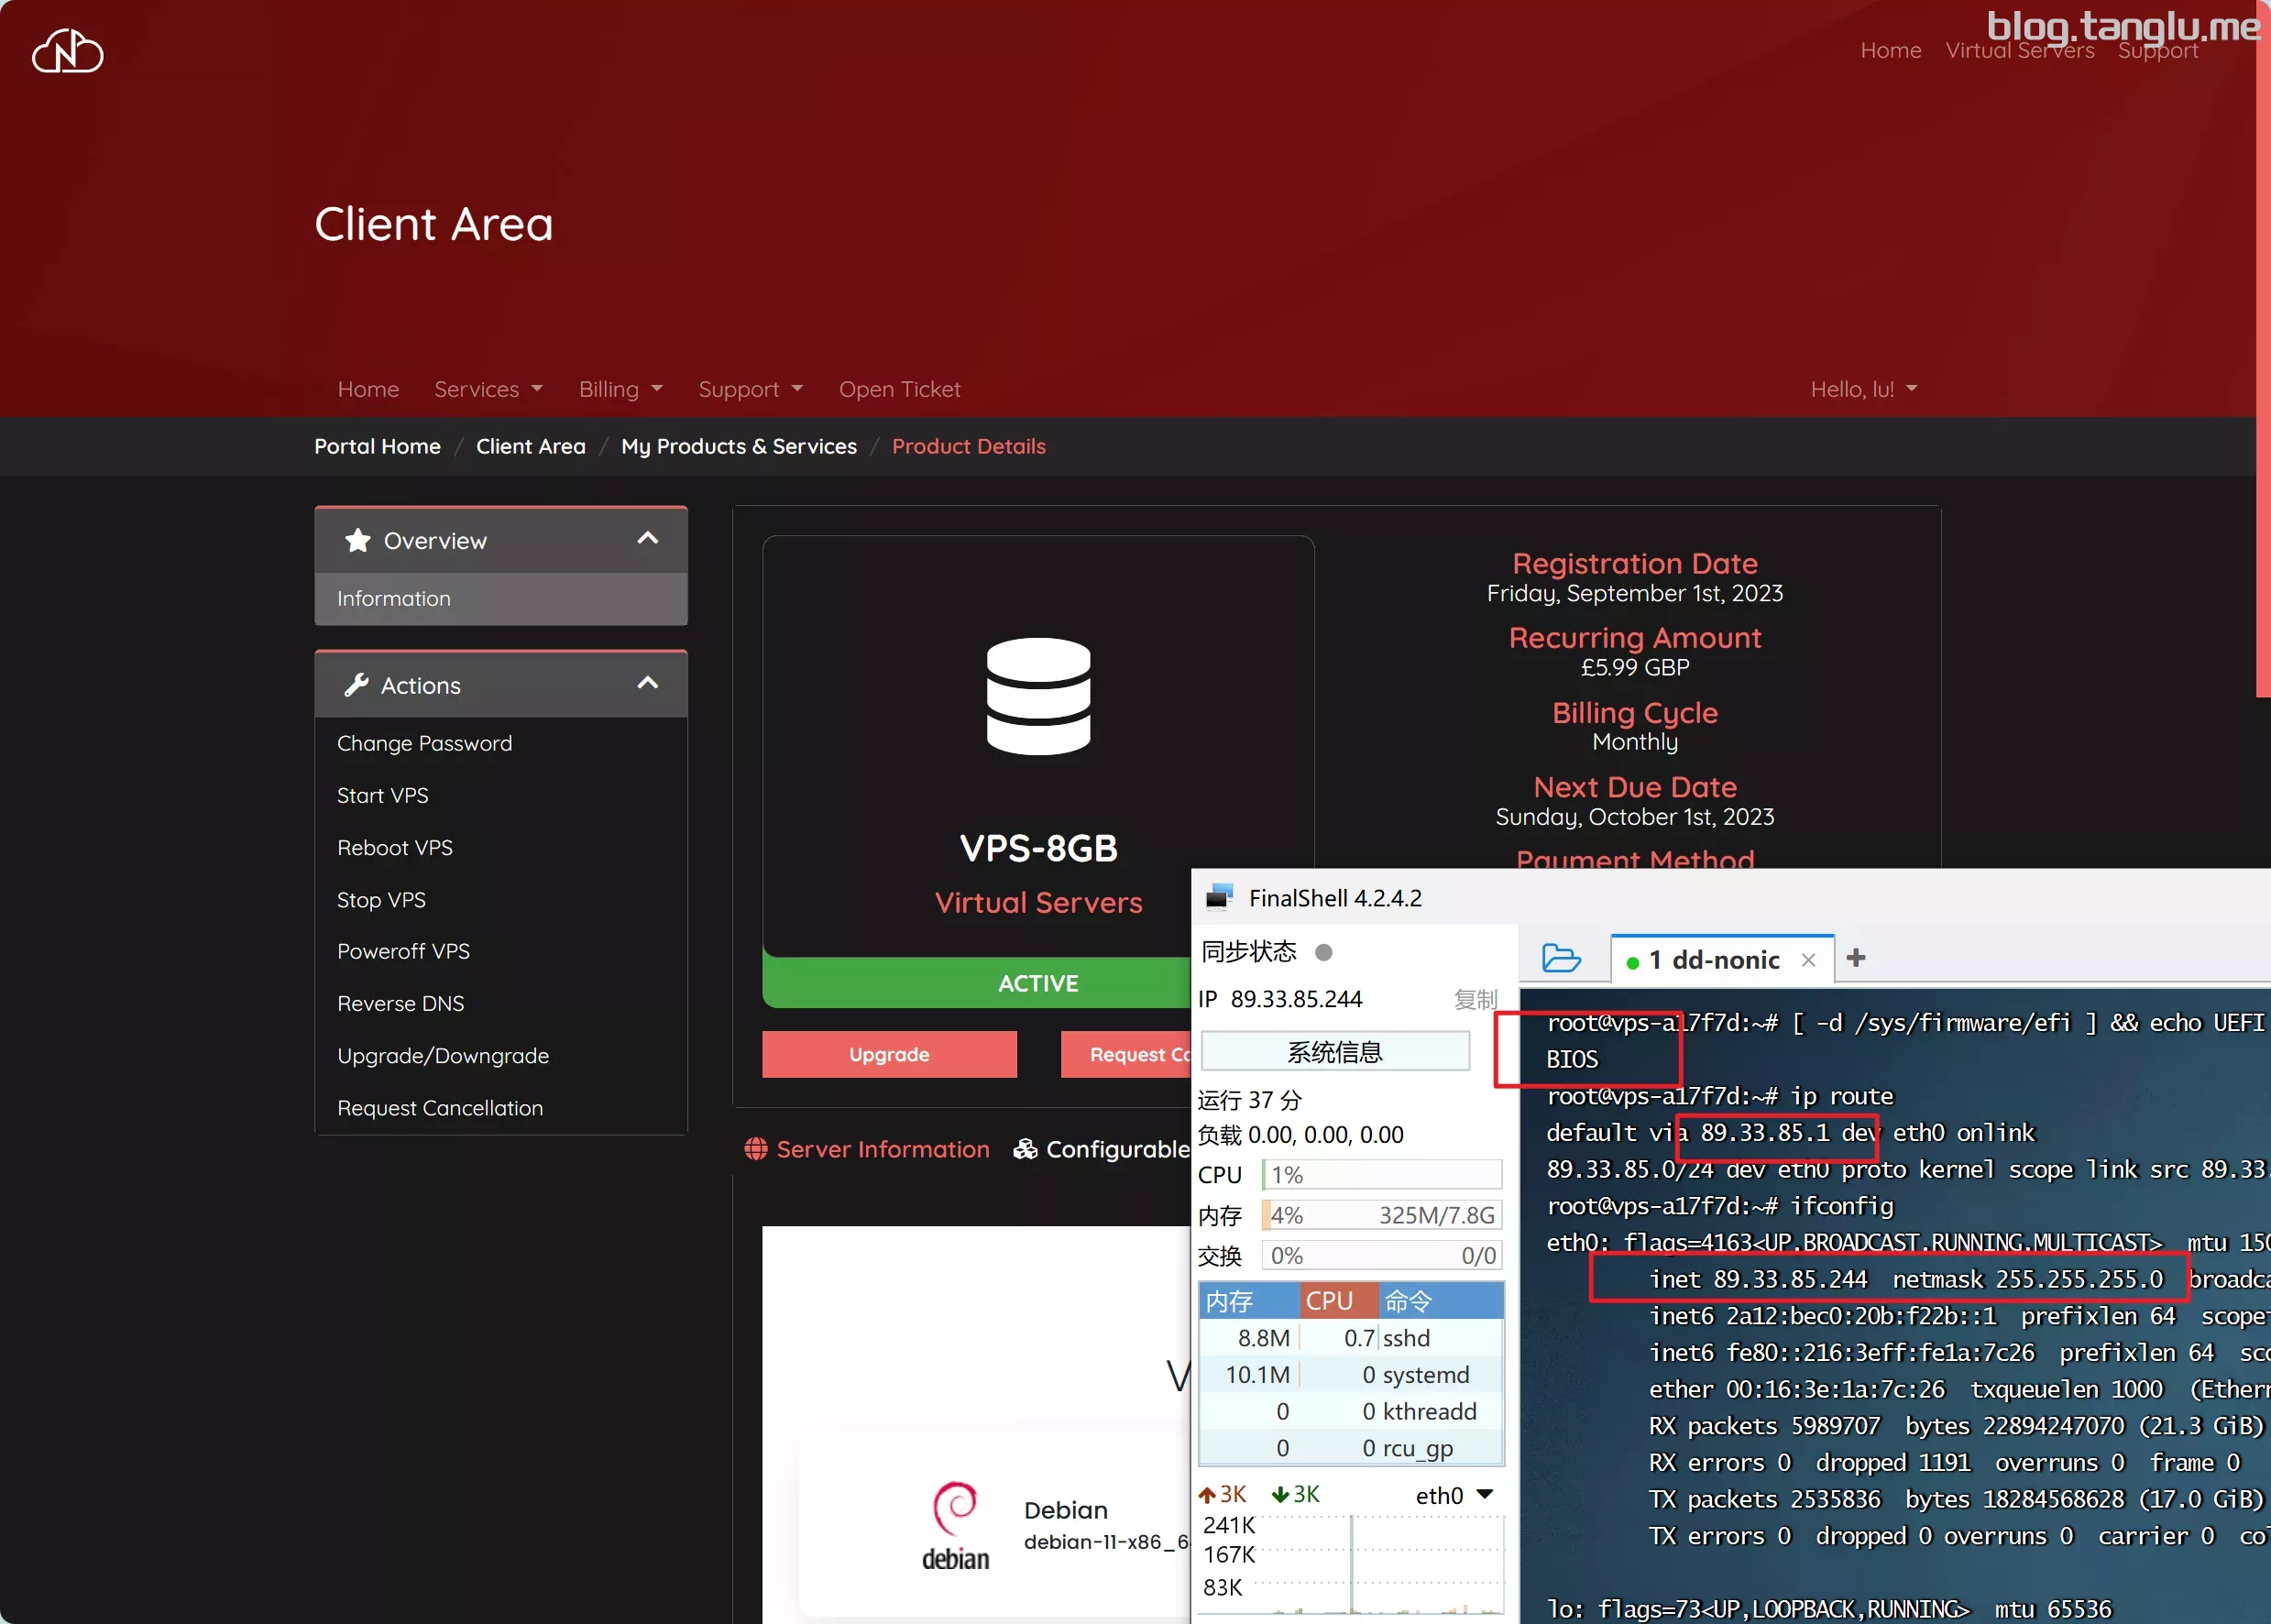 blog.tanglu.me
Home Virtual Servers Support
Client Area
Home Services Billing Support Open Ticket Hello, lu!
Portal Home / Client Area / My Products & Services / Product Details
Overview
Information
Actions
Change Password
Start VPS
Reboot VPS
Stop VPS
Poweroff VPS
Reverse DNS
Upgrade/Downgrade
Request Cancellation
VPS-8GB
Virtual Servers
ACTIVE
Upgrade
Request
Registration Date
Friday, September 1st, 2023
Recurring Amount
£5.99 GBP
Billing Cycle
Monthly
Next Due Date
Sunday, October 1st, 2023
Payment Method
Server Information Configurable
Debian
debian-11-x86_6
debian
FinalShell 4.2.4.2
同步状态
IP 89.33.85.244 复制
系统信息
运行 37 分
负载 0.00, 0.00, 0.00
CPU 1%
内存 4% 325M/7.8G
交换 0% 0/0
内存 CPU 命令
8.8M 0.7 sshd
10.1M 0 systemd
0 0 kthreadd
0 0 rcu_gp
3K 3K eth0
241K
167K
83K
1 dd-nonic
root@vps-a17f7d:~# [ -d /sys/firmware/efi ] && echo UEFI
BIOS
root@vps-a17f7d:~# ip route
default via 89.33.85.1 dev eth0 onlink
89.33.85.0/24 dev eth0 proto kernel scope link src 89.33.
root@vps-a17f7d:~# ifconfig
eth0: flags=4163<UP,BROADCAST,RUNNING,MULTICAST> mtu 150
inet 89.33.85.244 netmask 255.255.255.0 broadca
inet6 2a12:bec0:20b:f22b::1 prefixlen 64 scope
inet6 fe80::216:3eff:fe1a:7c26 prefixlen 64 sco
ether 00:16:3e:1a:7c:26 txqueuelen 1000 (Ethern
RX packets 5989707 bytes 22894247070 (21.3 GiB)
RX errors 0 dropped 1191 overruns 0 frame 0
TX packets 2535836 bytes 18284568628 (17.0 GiB)
TX errors 0 dropped 0 overruns 0 carrier 0 col
lo: flags=73<UP,LOOPBACK,RUNNING> mtu 65536